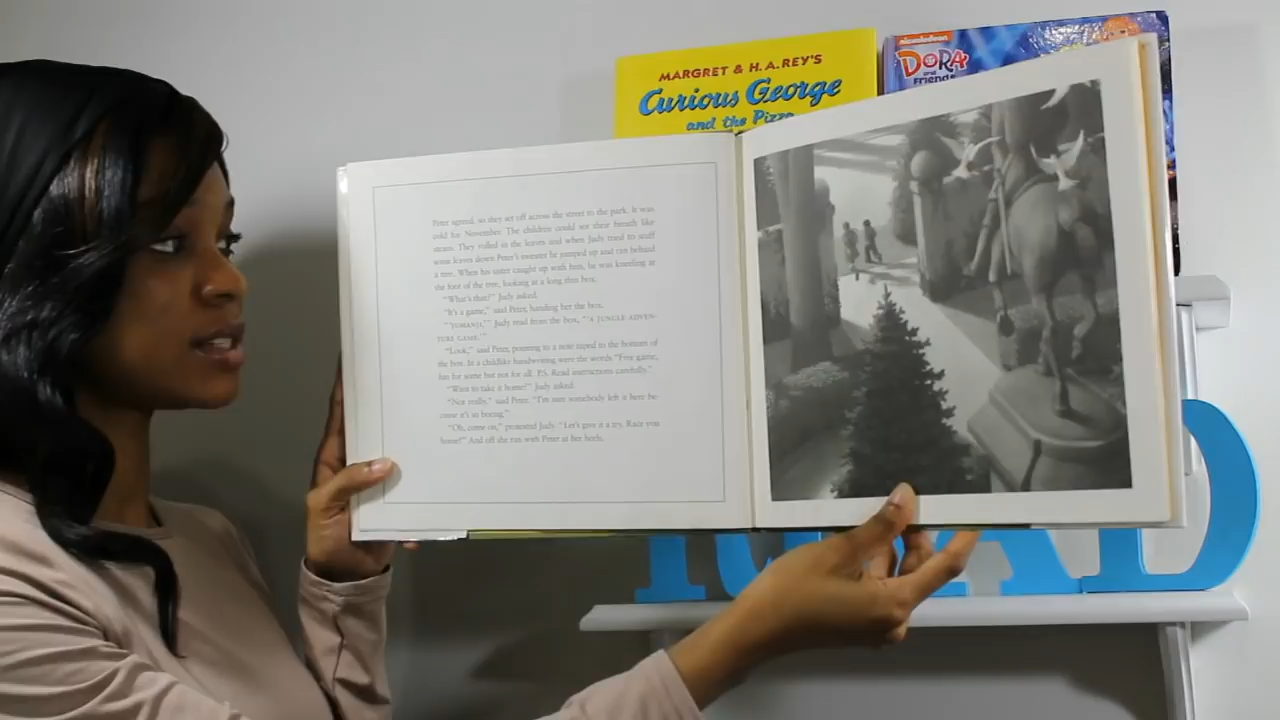 MARGRET & H.A.REY'S
Curious George
and the Pizza
nickelodeon
DORA
and
Friends
Peter agreed, so they set off across the street to the park. It was
cold for November. The children could see their breath like
steam. They rolled in the leaves and when Judy tried to stuff
some leaves down Peter's sweater he jumped up and ran behind
a tree. When his sister caught up with him, he was kneeling at
the foot of the tree, looking at a long thin box.
"What's that?" Judy asked.
"It's a game," said Peter, handing her the box.
"'JUMANJI,'" Judy read from the box, "'A JUNGLE ADVEN-
TURE GAME.'"
"Look," said Peter, pointing to a note taped to the bottom of
the box. In a childlike handwriting were the words "Free game,
fun for some but not for all. P.S. Read instructions carefully."
"Want to take it home?" Judy asked.
"Not really," said Peter. "I'm sure somebody left it here be-
cause it's so boring."
"Oh, come on," protested Judy. "Let's give it a try. Race you
home!" And off she ran with Peter at her heels.
READ